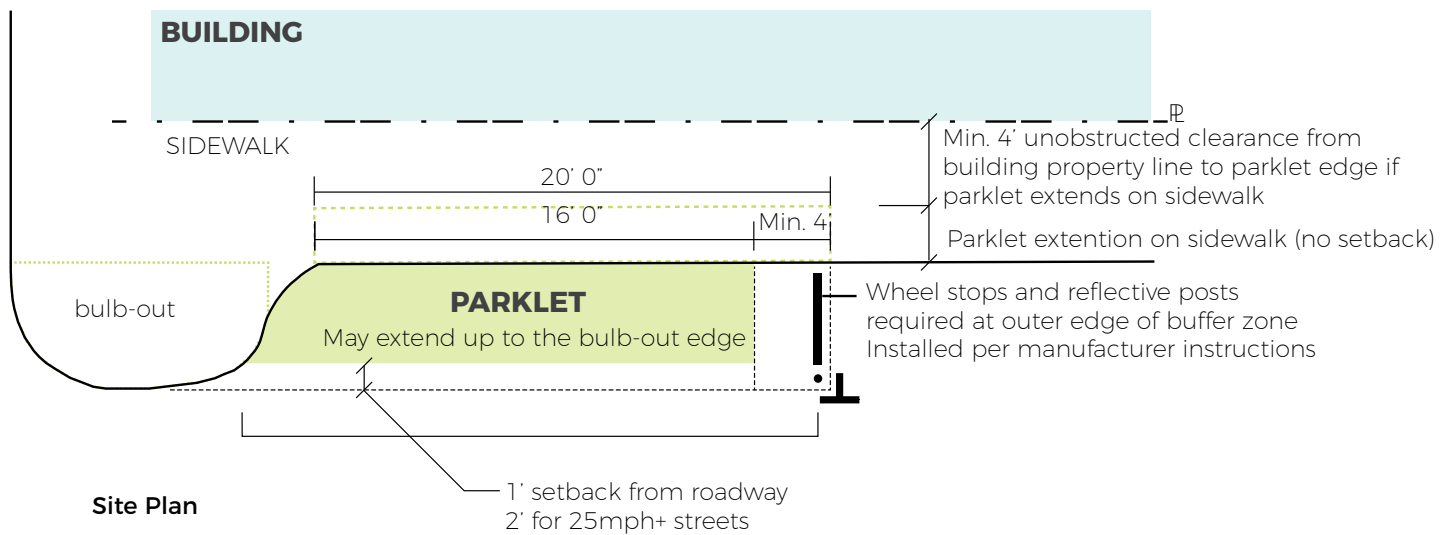 BUILDING
SIDEWALK
℄
Min. 4' unobstructed clearance from
building property line to parklet edge if
parklet extends on sidewalk
20' 0"
16' 0"
Min. 4'
Parklet extention on sidewalk (no setback)
bulb-out
PARKLET
May extend up to the bulb-out edge
Wheel stops and reflective posts
required at outer edge of buffer zone
Installed per manufacturer instructions
1' setback from roadway
2' for 25mph+ streets
Site Plan